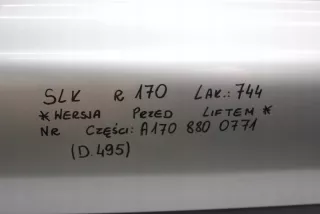 SLK R 170 LAK.: 744
* WERSJA PRZED LIFTEM *
NR CZĘŚCI: A170 880 0771
(D.495)